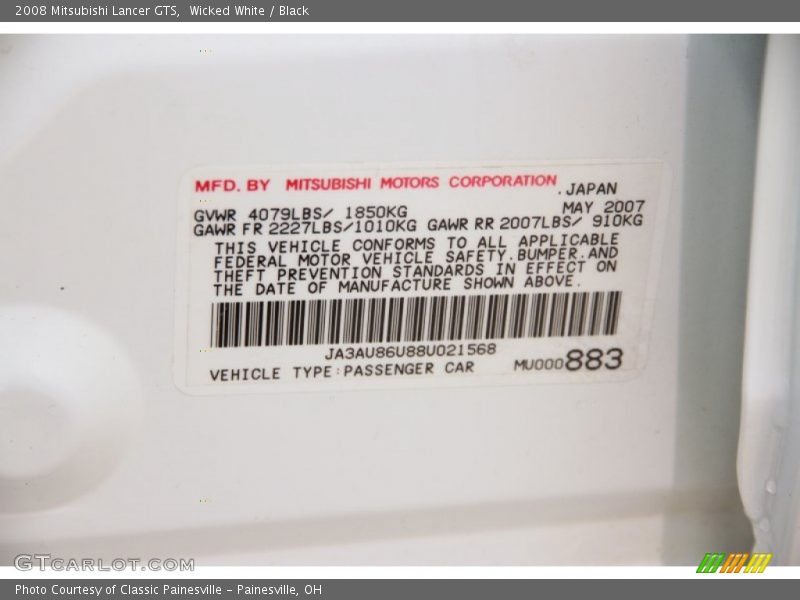 2008 Mitsubishi Lancer GTS,  Wicked White / Black
MFD. BY MITSUBISHI MOTORS CORPORATION . JAPAN
GVWR 4079LBS/ 1850KG MAY 2007
GAWR FR 2227LBS/1010KG GAWR RR 2007LBS/ 910KG
THIS VEHICLE CONFORMS TO ALL APPLICABLE
FEDERAL MOTOR VEHICLE SAFETY.BUMPER.AND
THEFT PREVENTION STANDARDS IN EFFECT ON
THE DATE OF MANUFACTURE SHOWN ABOVE.
JA3AU86U88U021568
VEHICLE TYPE:PASSENGER CAR MU000883
GTCARLOT.COM
Photo Courtesy of Classic Painesville - Painesville, OH